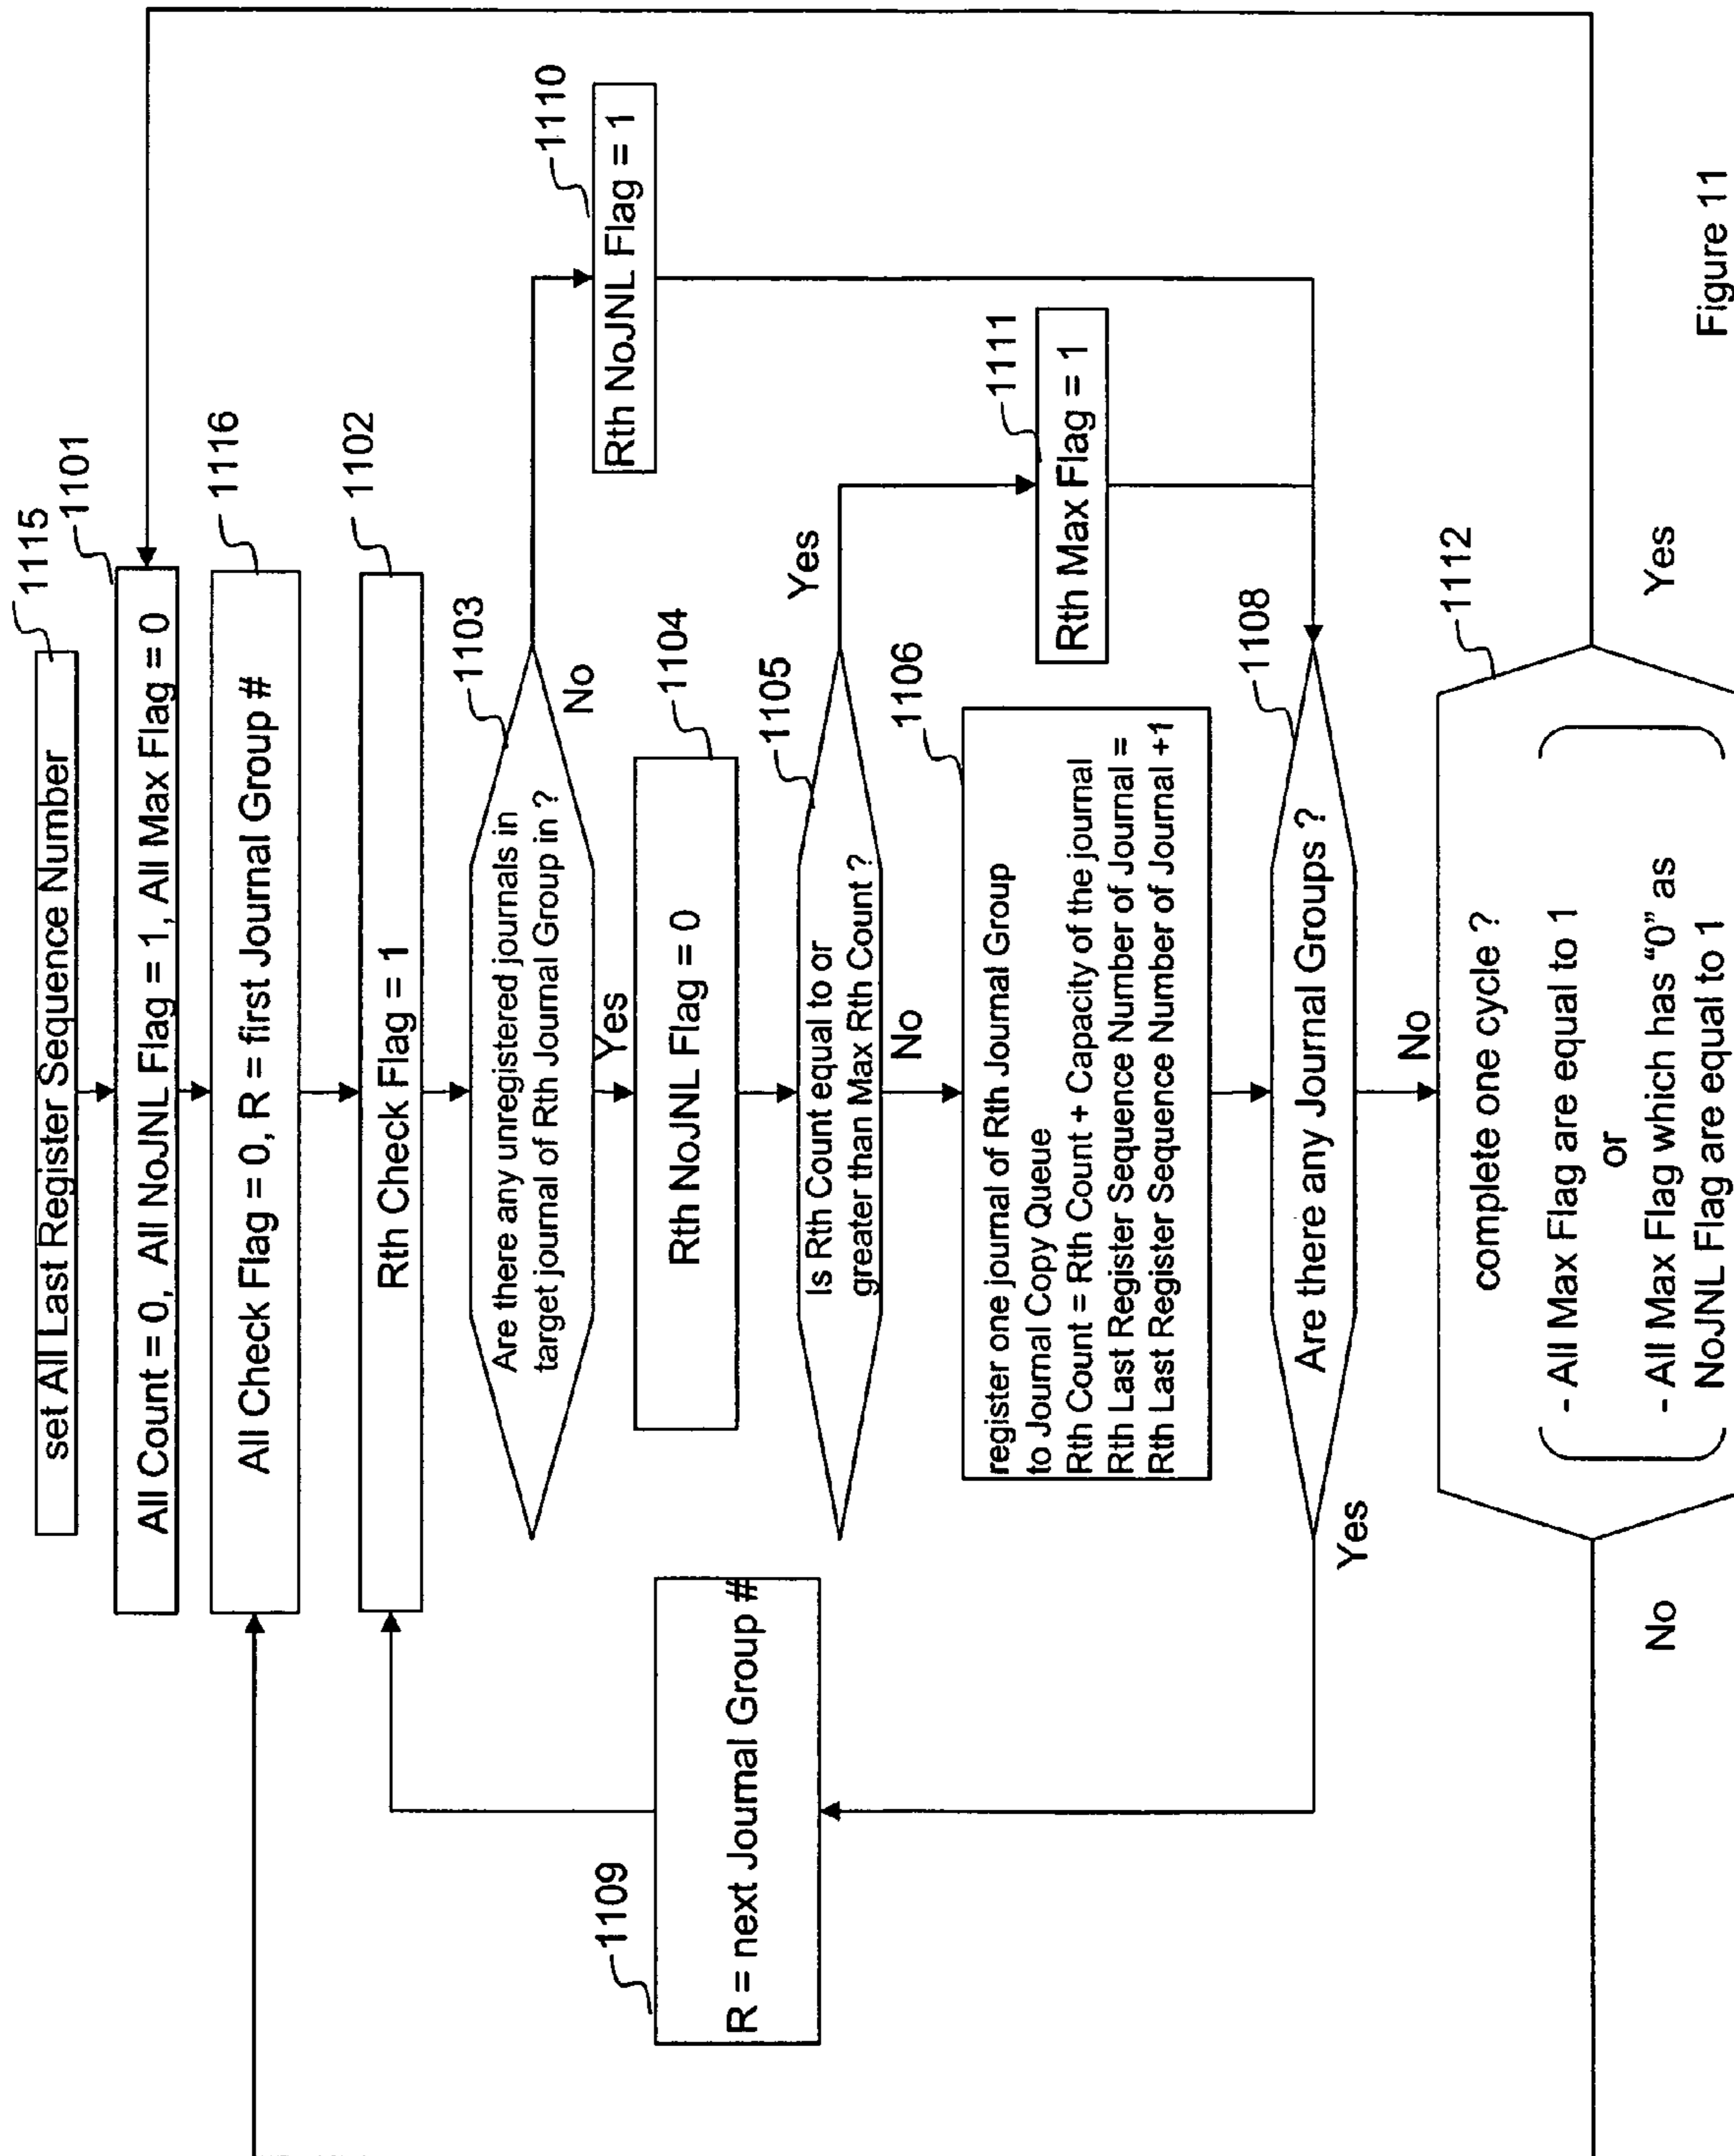 set All Last Register Sequence Number
1115
All Count = 0, All NoJNL Flag = 1, All Max Flag = 0
1101
All Check Flag = 0, R = first Journal Group #
1116
Rth Check Flag = 1
1102
Are there any unregistered journals in
target journal of Rth Journal Group in ?
1103
No
Yes
Rth NoJNL Flag = 1
1110
Rth NoJNL Flag = 0
1104
Is Rth Count equal to or
greater than Max Rth Count ?
1105
Yes
No
Rth Max Flag = 1
1111
register one journal of Rth Journal Group
to Journal Copy Queue
Rth Count = Rth Count + Capacity of the journal
Rth Last Register Sequence Number of Journal =
Rth Last Register Sequence Number of Journal +1
1106
Are there any Journal Groups ?
1108
Yes
No
R = next Journal Group #
1109
complete one cycle ?
- All Max Flag are equal to 1
or
- All Max Flag which has “0” as
NoJNL Flag are equal to 1
1112
No
Yes
Figure 11